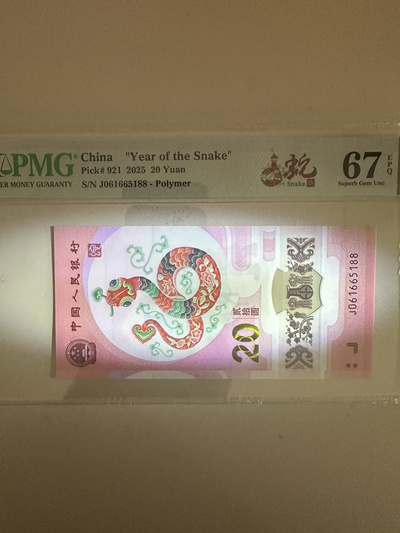 PMG
ER MONEY GUARANTY
China "Year of the Snake"
Pick# 921 2025 20 Yuan
S/N J061665188 - Polymer
蛇
Snake
67 EPQ
Superb Gem Unc
中国人民银行
20
贰拾圆
J061665188